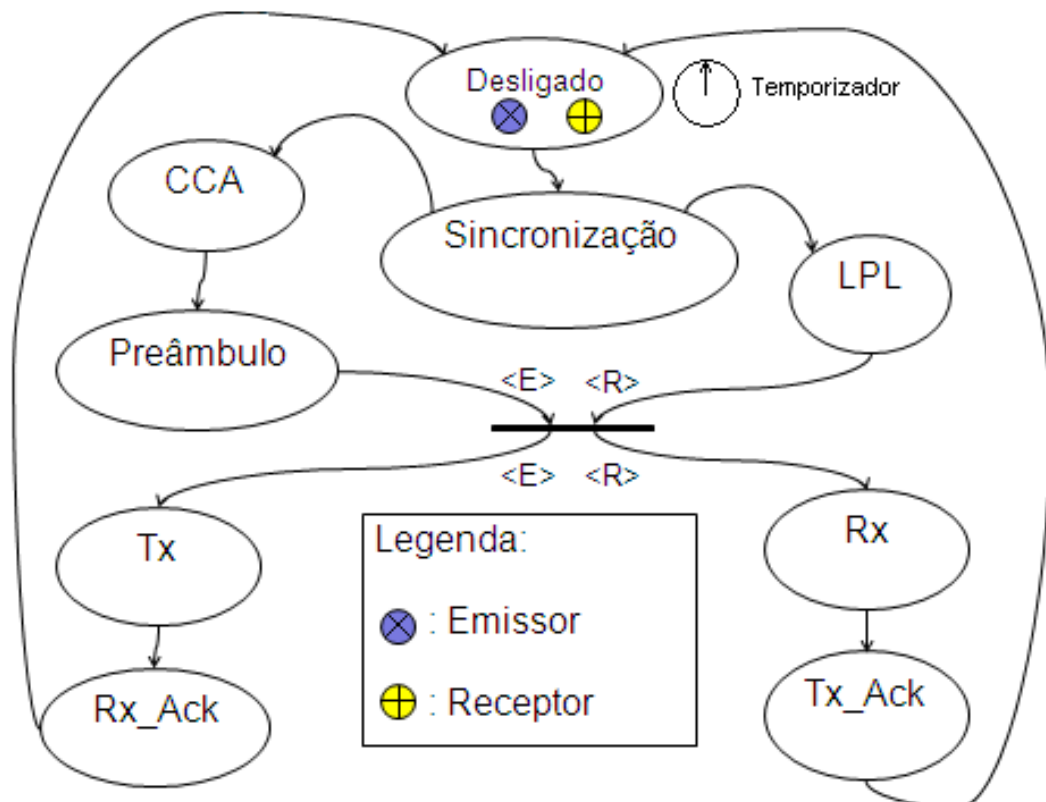 Desligado
Temporizador
CCA
Sincronização
LPL
Preâmbulo
<E> <R>
<E> <R>
Tx
Rx
Legenda:
: Emissor
: Receptor
Rx_Ack
Tx_Ack